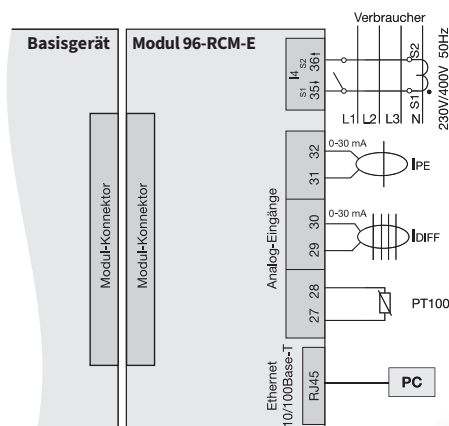 Verbraucher
Basisgerät
Modul 96-RCM-E
I4
S2
S1
36
35
S2
S1
L1
L2
L3
N
230V/400V 50Hz
Modul-Konnektor
Modul-Konnektor
Analog-Eingänge
32
31
0-30 mA
IPE
30
29
0-30 mA
IDIFF
28
27
PT100
Ethernet
10/100Base-T
RJ45
PC